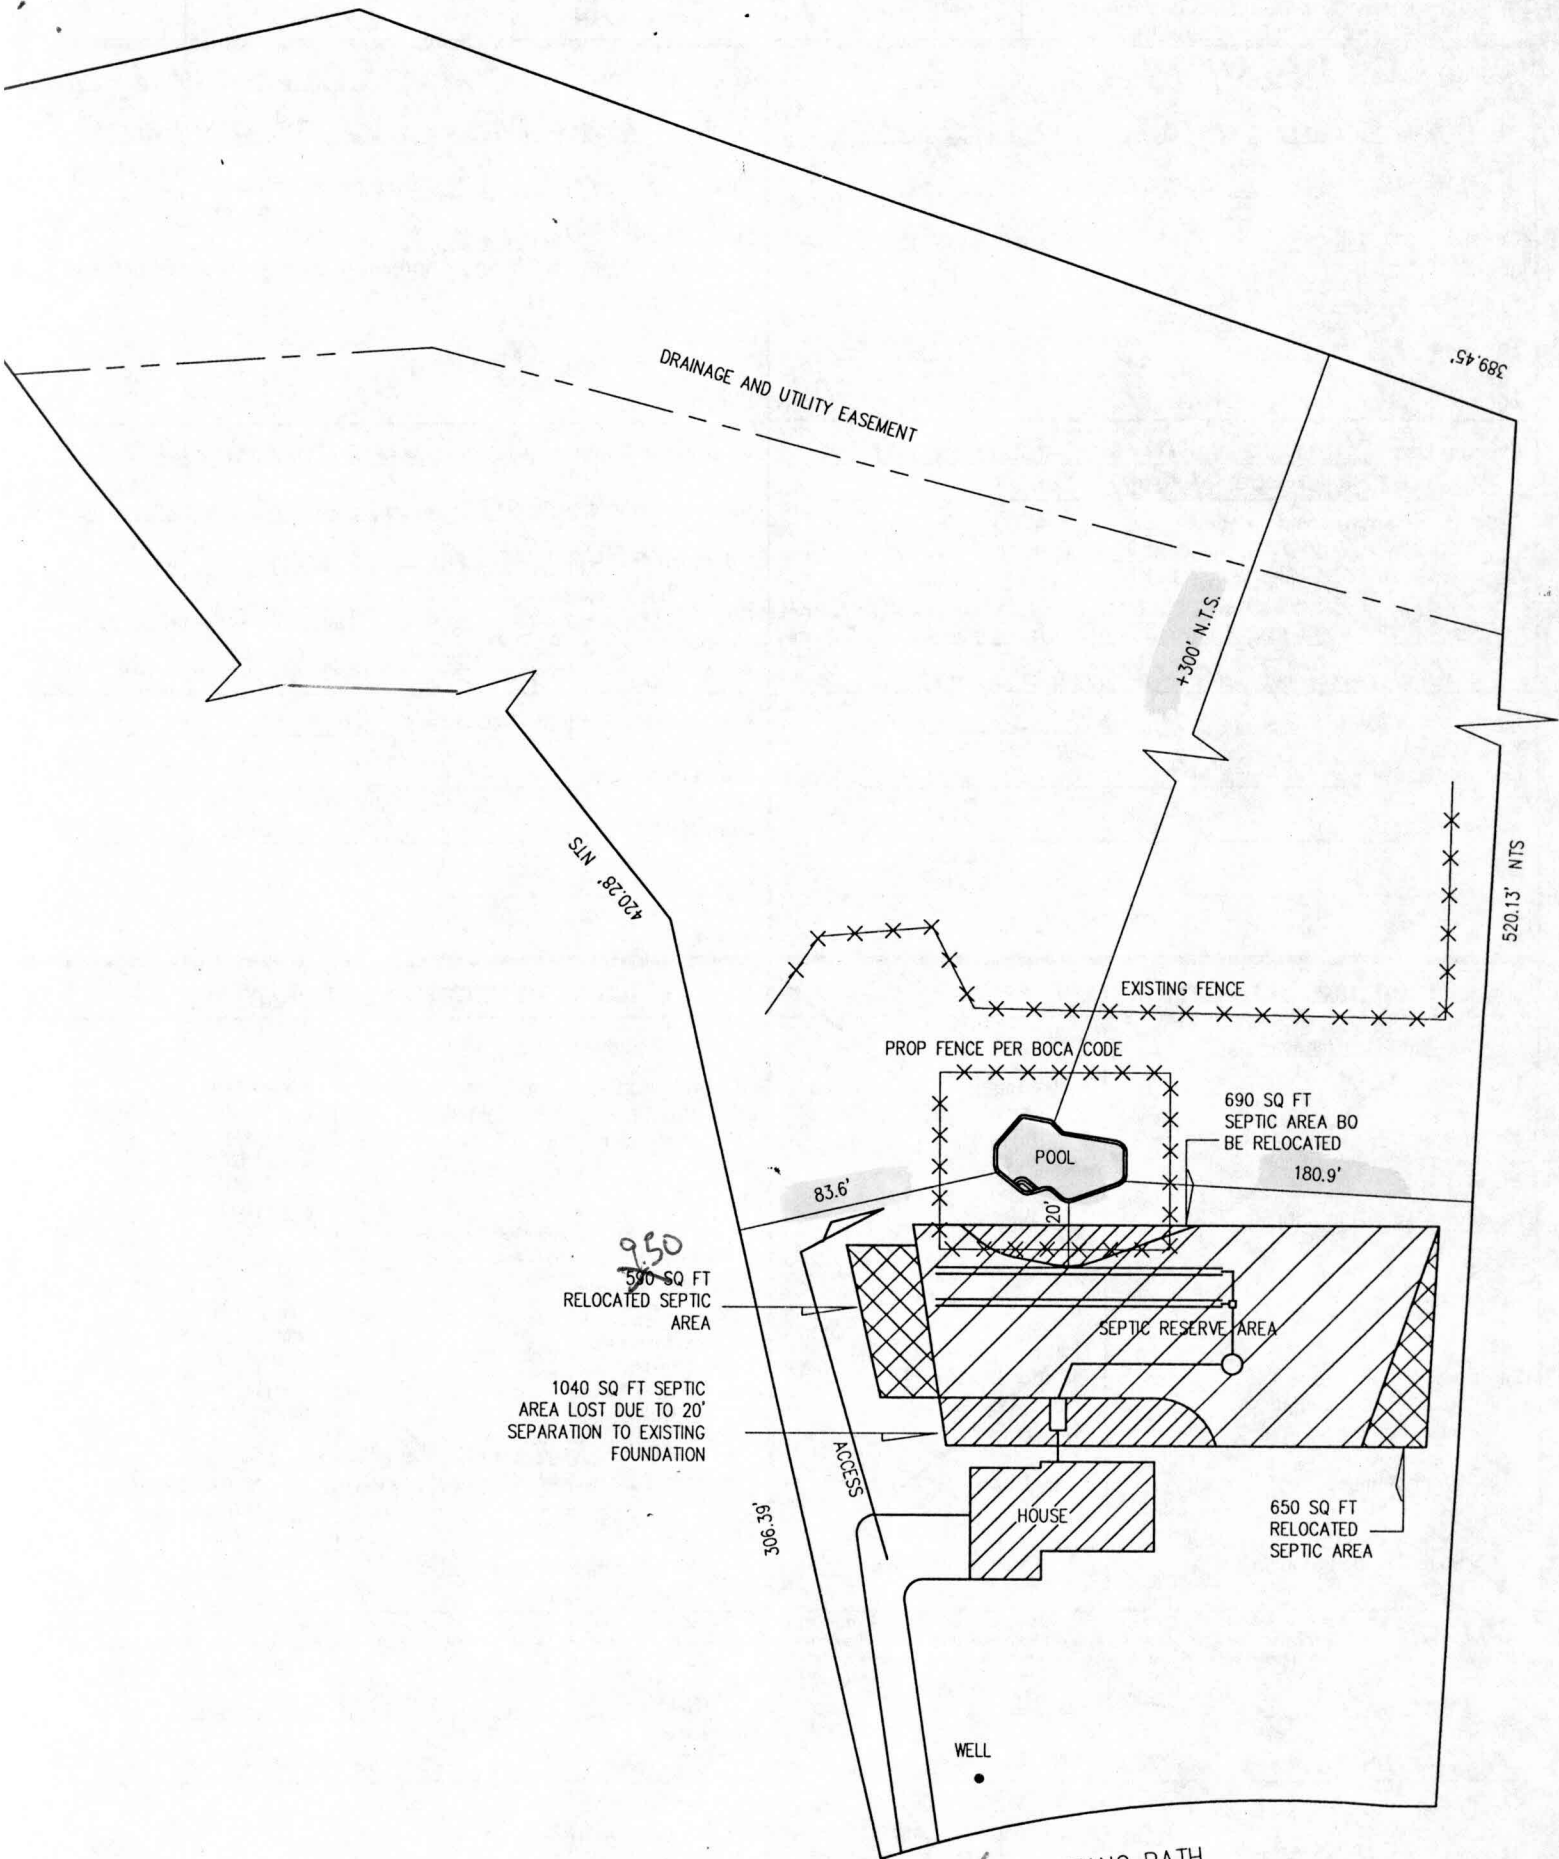 389.45'
DRAINAGE AND UTILITY EASEMENT
+300' N.T.S.
420.28' NTS
520.13' NTS
EXISTING FENCE
PROP FENCE PER BOCA CODE
690 SQ FT
SEPTIC AREA BO
BE RELOCATED
POOL
83.6'
180.9'
20'
950
590 SQ FT
RELOCATED SEPTIC
AREA
SEPTIC RESERVE AREA
1040 SQ FT SEPTIC
AREA LOST DUE TO 20'
SEPARATION TO EXISTING
FOUNDATION
ACCESS
306.39'
HOUSE
650 SQ FT
RELOCATED
SEPTIC AREA
WELL
PATH